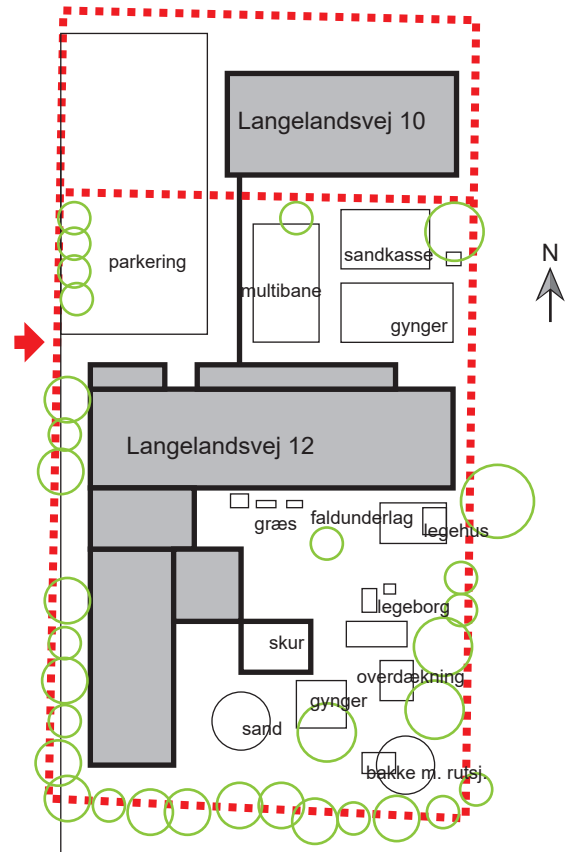 Langelandsvej 10
parkering
sandkasse
N
multibane
gynger
Langelandsvej 12
græs
faldunderlag
legehus
legeborg
skur
overdækning
gynger
sand
bakke m. rutsj.